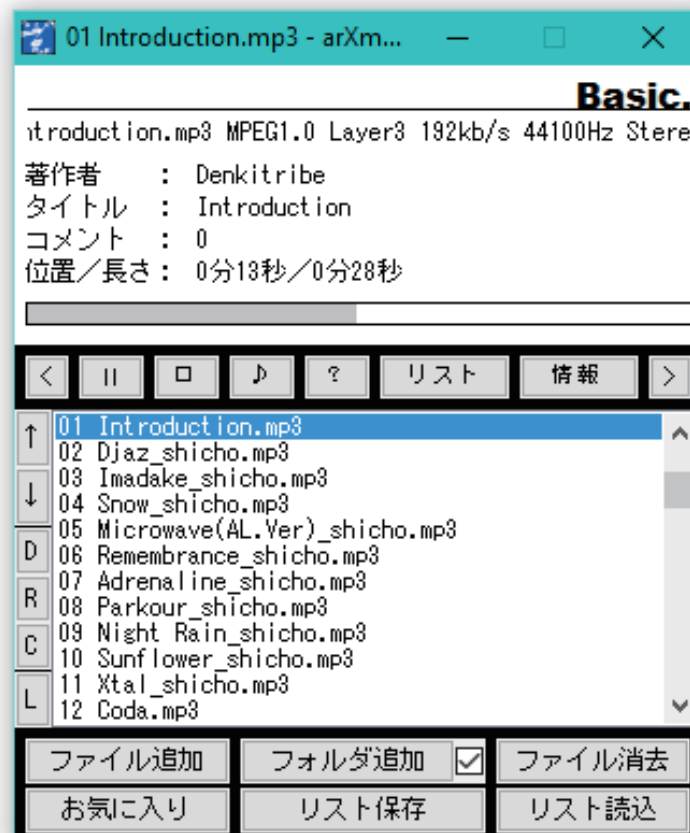 01 Introduction.mp3 - arXm...
Basic.
ntroduction.mp3 MPEG1.0 Layer3 192kb/s 44100Hz Stere
著作者 : Denkitribe
タイトル : Introduction
コメント : 0
位置／長さ : 0分13秒／0分28秒
< II □ ♪ ? リスト 情報 >
↑
↓
D
R
C
L
01 Introduction.mp3
02 Djaz_shicho.mp3
03 Imadake_shicho.mp3
04 Snow_shicho.mp3
05 Microwave(AL.Ver)_shicho.mp3
06 Remembrance_shicho.mp3
07 Adrenaline_shicho.mp3
08 Parkour_shicho.mp3
09 Night Rain_shicho.mp3
10 Sunflower_shicho.mp3
11 Xtal_shicho.mp3
12 Coda.mp3
ファイル追加 フォルダ追加 ファイル消去
お気に入り リスト保存 リスト読込